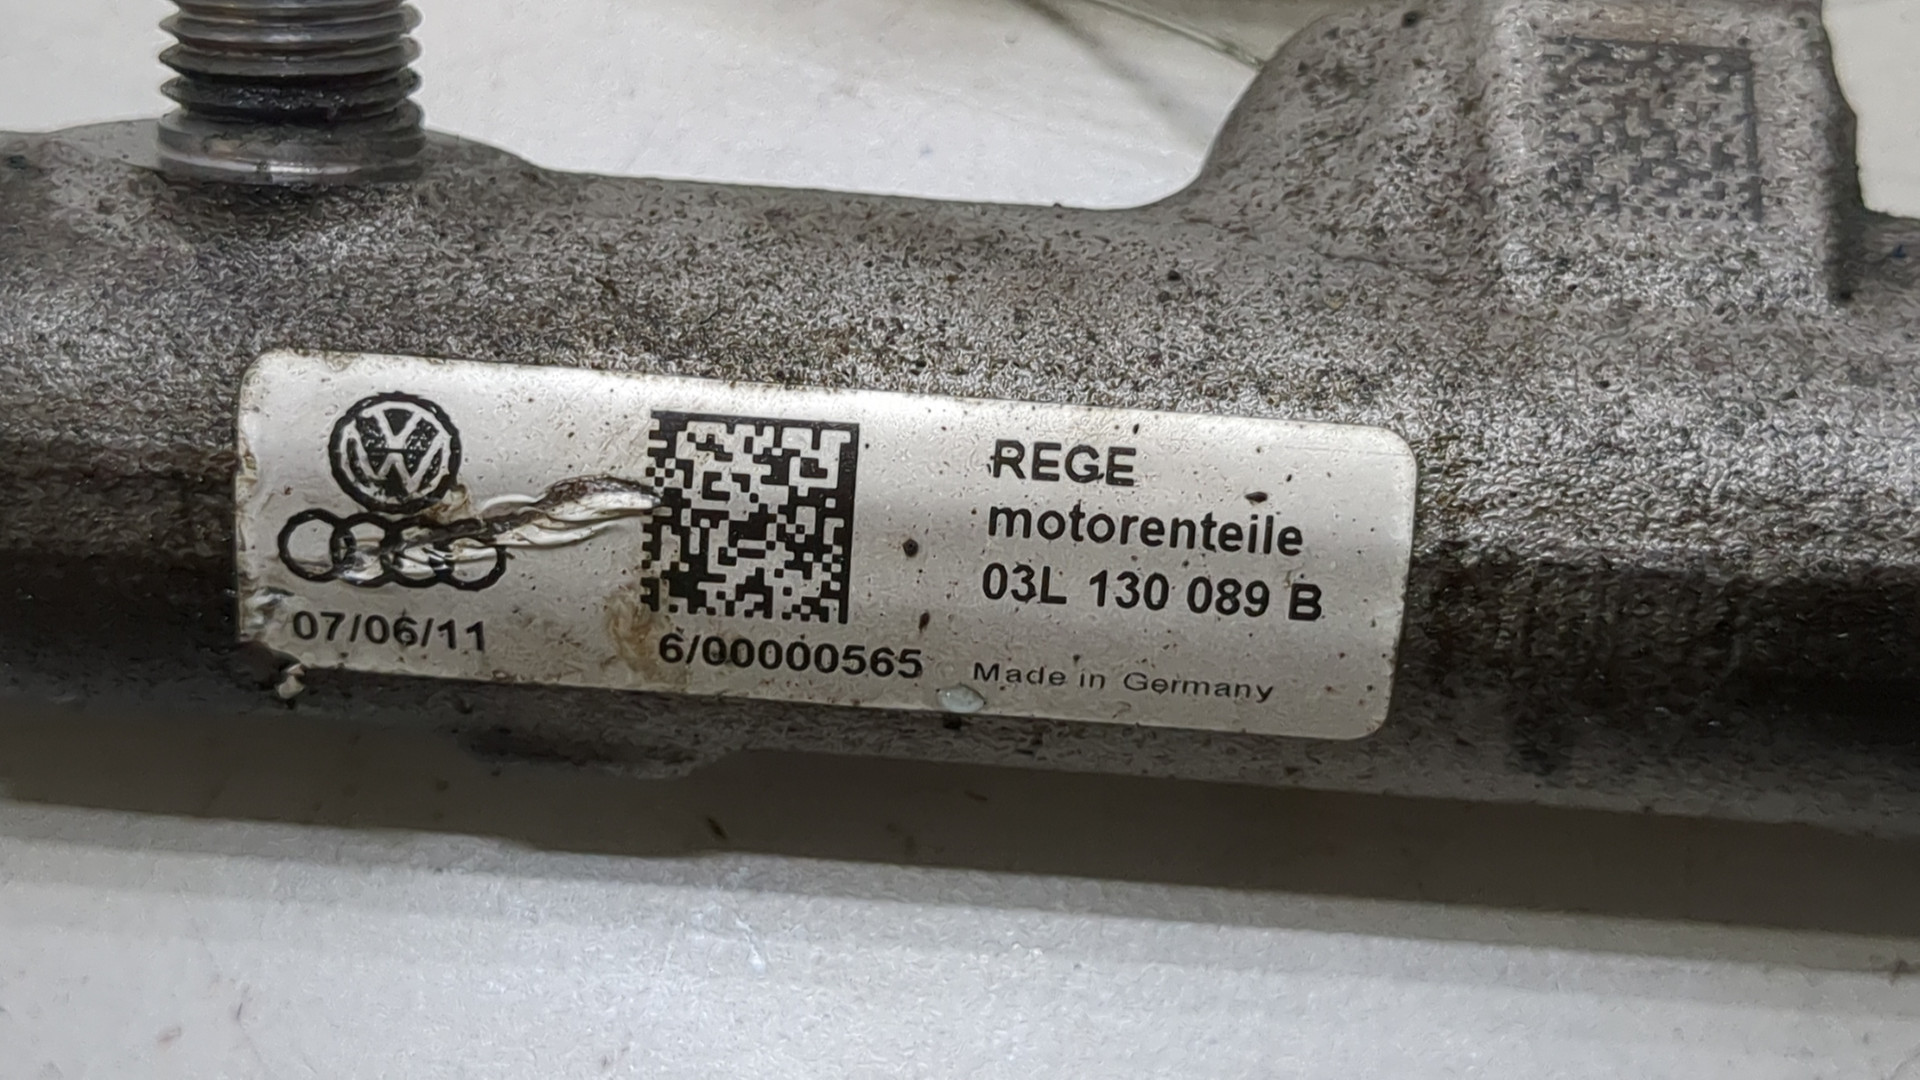 REGE
motorenteile
03L 130 089 B
07/06/11
6/00000565
Made in Germany